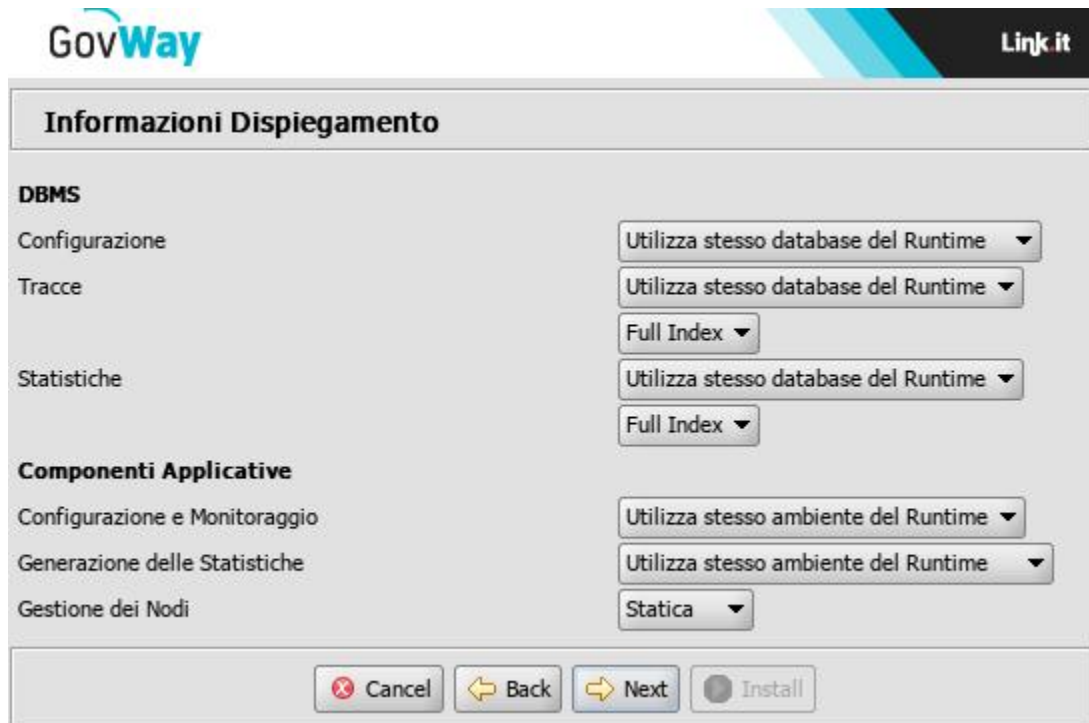 GovWay
Link.it
Informazioni Dispiegamento
DBMS
Configurazione Utilizza stesso database del Runtime
Tracce Utilizza stesso database del Runtime
Full Index
Statistiche Utilizza stesso database del Runtime
Full Index
Componenti Applicative
Configurazione e Monitoraggio Utilizza stesso ambiente del Runtime
Generazione delle Statistiche Utilizza stesso ambiente del Runtime
Gestione dei Nodi Statica
Cancel Back Next Install